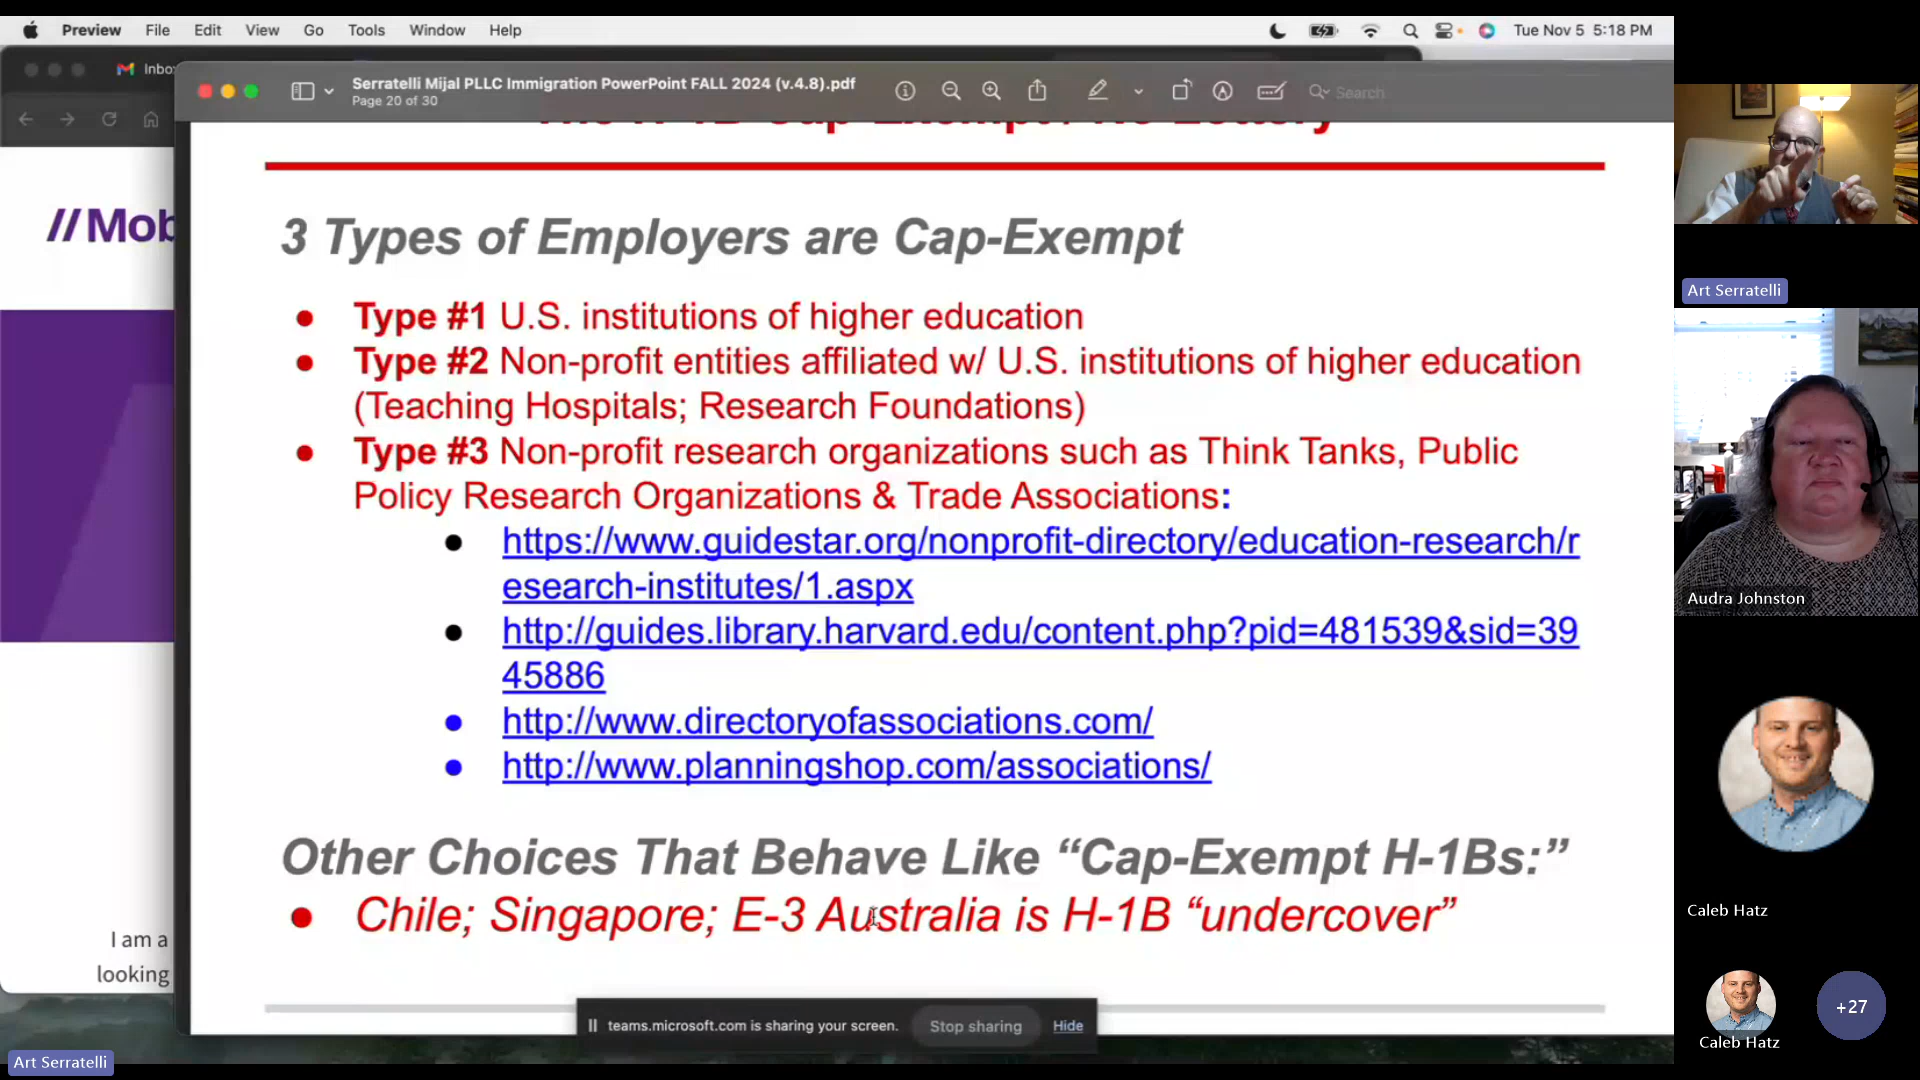 Preview File Edit View Go Tools Window Help
Tue Nov 5 5:18 PM
Inbo
Serratelli Mijal PLLC Immigration PowerPoint FALL 2024 (v.4.8).pdf
Page 20 of 30
Search
//Mob
3 Types of Employers are Cap-Exempt
Type #1 U.S. institutions of higher education
Type #2 Non-profit entities affiliated w/ U.S. institutions of higher education
(Teaching Hospitals; Research Foundations)
Type #3 Non-profit research organizations such as Think Tanks, Public
Policy Research Organizations & Trade Associations:
https://www.guidestar.org/nonprofit-directory/education-research/r
esearch-institutes/1.aspx
http://guides.library.harvard.edu/content.php?pid=481539&sid=39
45886
http://www.directoryofassociations.com/
http://www.planningshop.com/associations/
Other Choices That Behave Like “Cap-Exempt H-1Bs:”
Chile; Singapore; E-3 Australia is H-1B “undercover”
I am a
looking
teams.microsoft.com is sharing your screen. Stop sharing Hide
Art Serratelli
Art Serratelli
Audra Johnston
Caleb Hatz
Caleb Hatz
+27